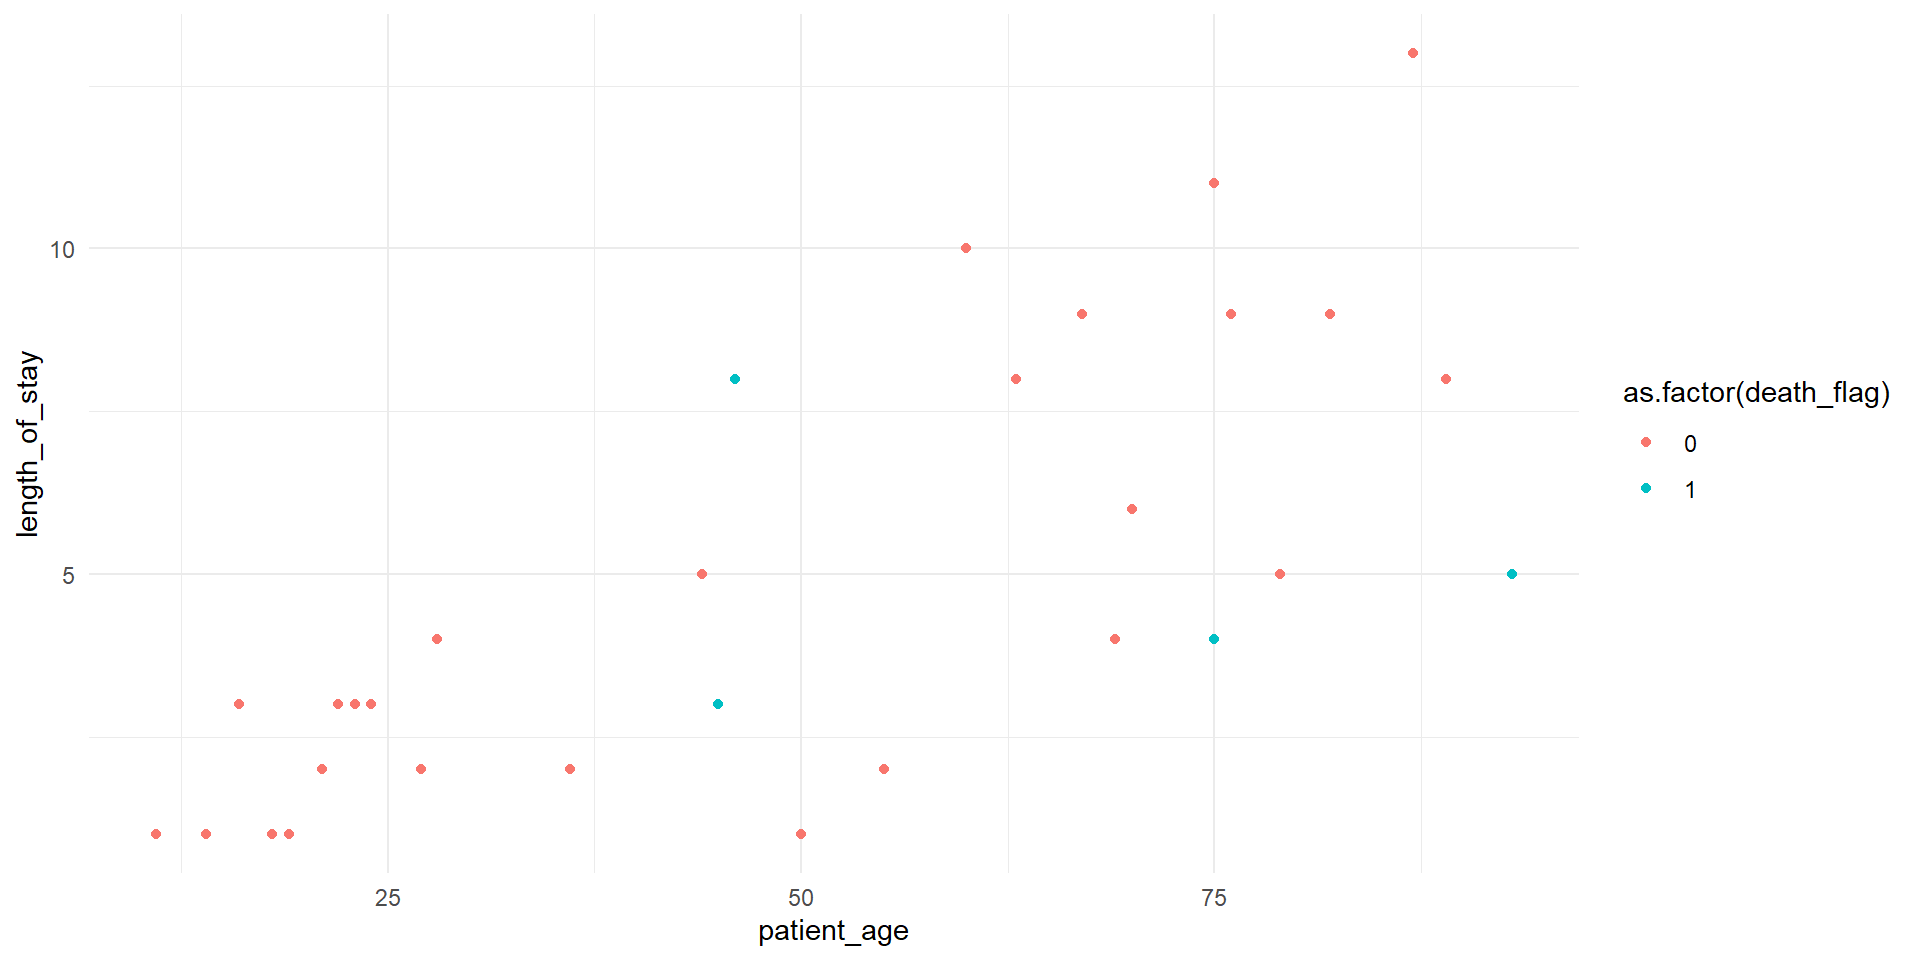 10
5
length_of_stay
25 50 75
patient_age
as.factor(death_flag)
0
1